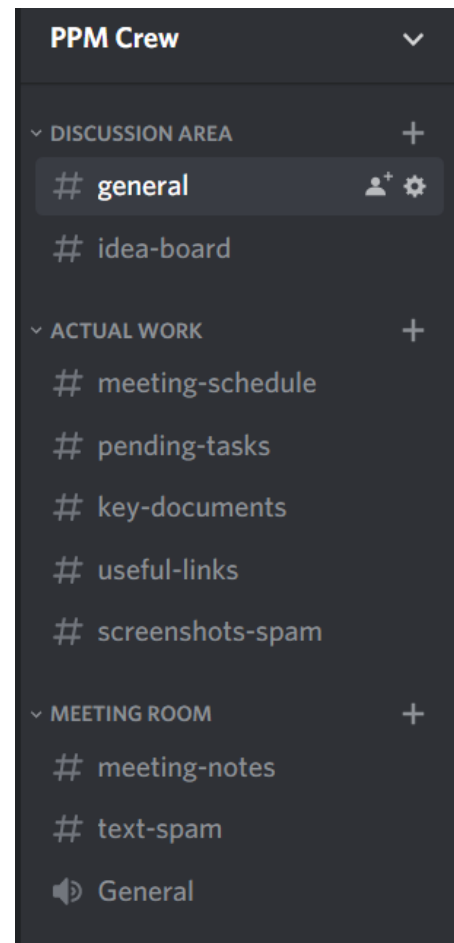 PPM Crew
DISCUSSION AREA
# general
# idea-board
ACTUAL WORK
# meeting-schedule
# pending-tasks
# key-documents
# useful-links
# screenshots-spam
MEETING ROOM
# meeting-notes
# text-spam
General